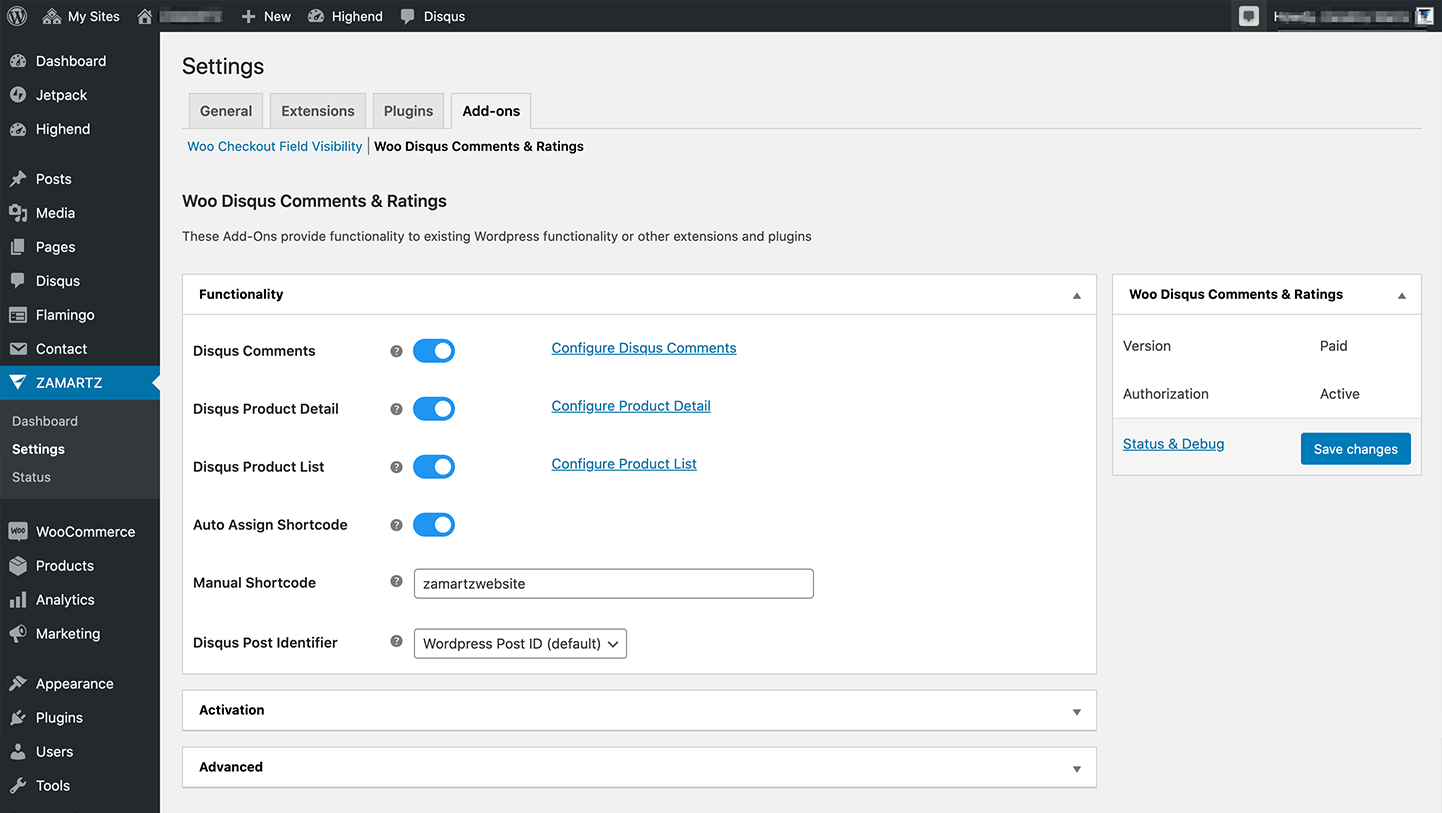 My Sites New Highend Disqus
Dashboard
Jetpack
Highend
Posts
Media
Pages
Disqus
Flamingo
Contact
ZAMARTZ
Dashboard
Settings
Status
WooCommerce
Products
Analytics
Marketing
Appearance
Plugins
Users
Tools
Settings
General Extensions Plugins Add-ons
Woo Checkout Field Visibility | Woo Disqus Comments & Ratings
Woo Disqus Comments & Ratings
These Add-Ons provide functionality to existing Wordpress functionality or other extensions and plugins
Functionality
Disqus Comments ? Configure Disqus Comments
Disqus Product Detail ? Configure Product Detail
Disqus Product List ? Configure Product List
Auto Assign Shortcode ?
Manual Shortcode ? zamartzwebsite
Disqus Post Identifier ? Wordpress Post ID (default)
Activation
Advanced
Woo Disqus Comments & Ratings
Version Paid
Authorization Active
Status & Debug Save changes